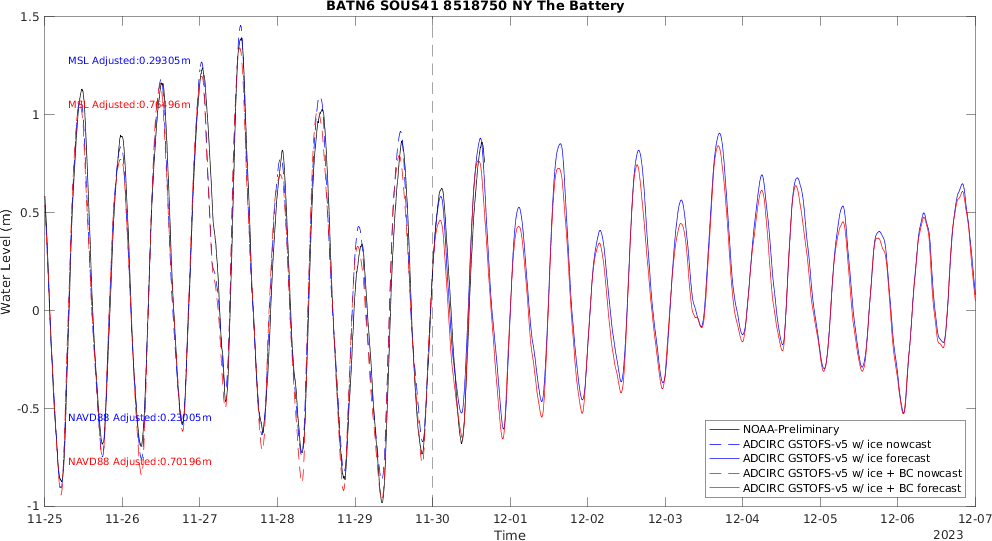 BATN6 SOUS41 8518750 NY The Battery
1.5
1
0.5
0
-0.5
-1
Water Level (m)
MSL Adjusted:0.29305m
MSL Adjusted:0.76496m
NAVD88 Adjusted:0.23005m
NAVD88 Adjusted:0.70196m
NOAA-Preliminary
ADCIRC GSTOFS-v5 w/ ice nowcast
ADCIRC GSTOFS-v5 w/ ice forecast
ADCIRC GSTOFS-v5 w/ ice + BC nowcast
ADCIRC GSTOFS-v5 w/ ice + BC forecast
11-25 11-26 11-27 11-28 11-29 11-30 12-01 12-02 12-03 12-04 12-05 12-06 12-07
Time
2023